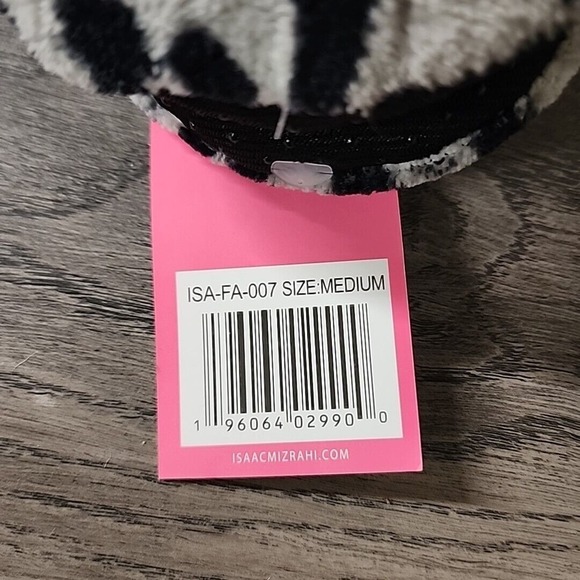 ISA-FA-007 SIZE:MEDIUM
1 96064 02990 0
ISAACMIZRAHI.COM